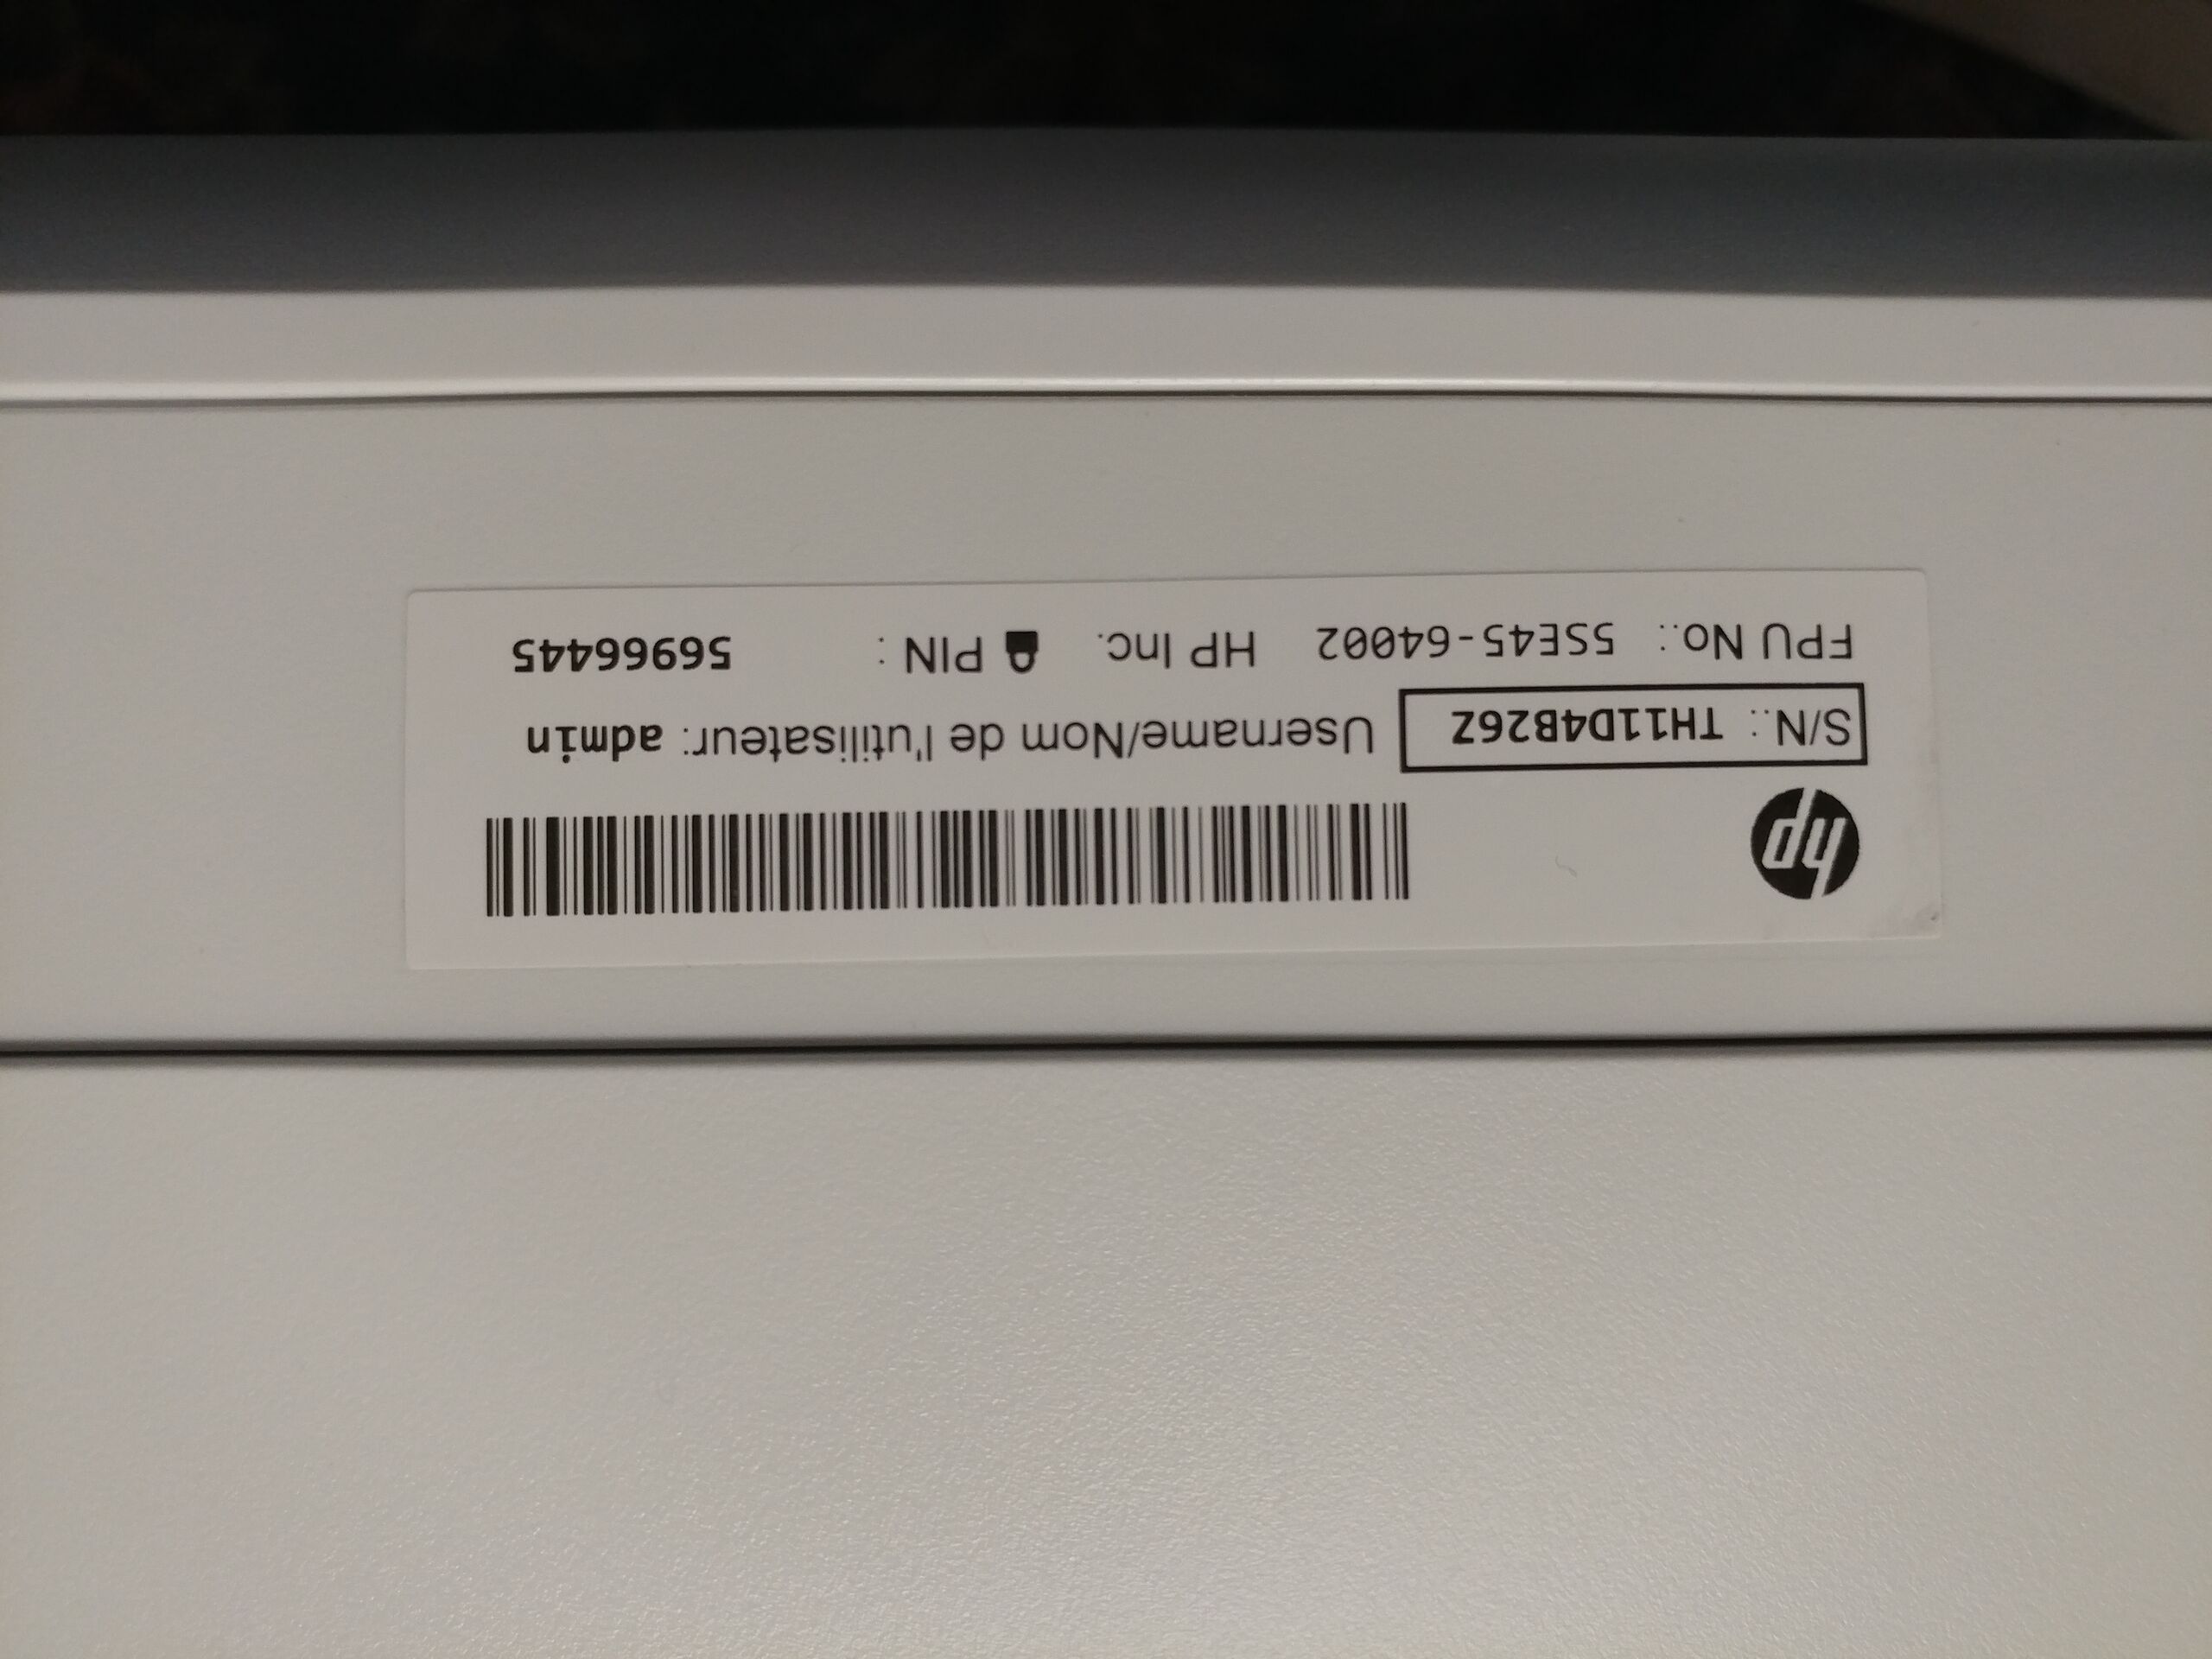 hp
S/N.: TH11D4B26Z Username/Nom de l'utilisateur: admin
FPU No.: 5SE45-64002 HP Inc. PIN : 56966445